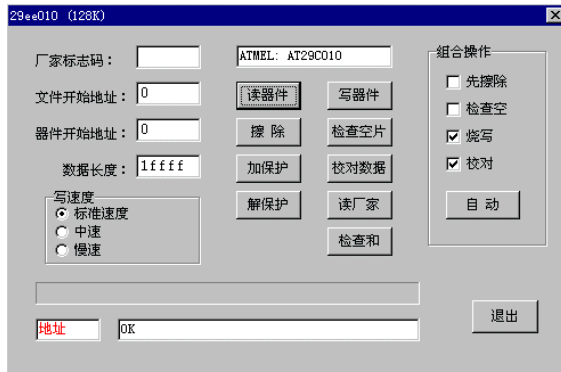 29ee010 (128K)
厂家标志码：
ATMEL: AT29C010
文件开始地址： 0
器件开始地址： 0
数据长度： 1ffff
写速度
标准速度
中速
慢速
读器件 写器件
擦 除 检查空片
加保护 校对数据
解保护 读厂家
检查和
组合操作
先擦除
检查空
烧写
校对
自 动
地址 OK
退出